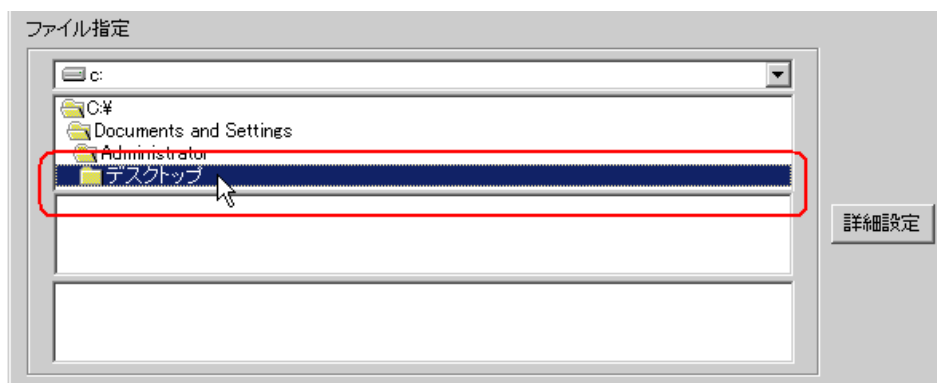 ファイル指定
c:
C:¥
Documents and Settings
Administrator
デスクトップ
詳細設定